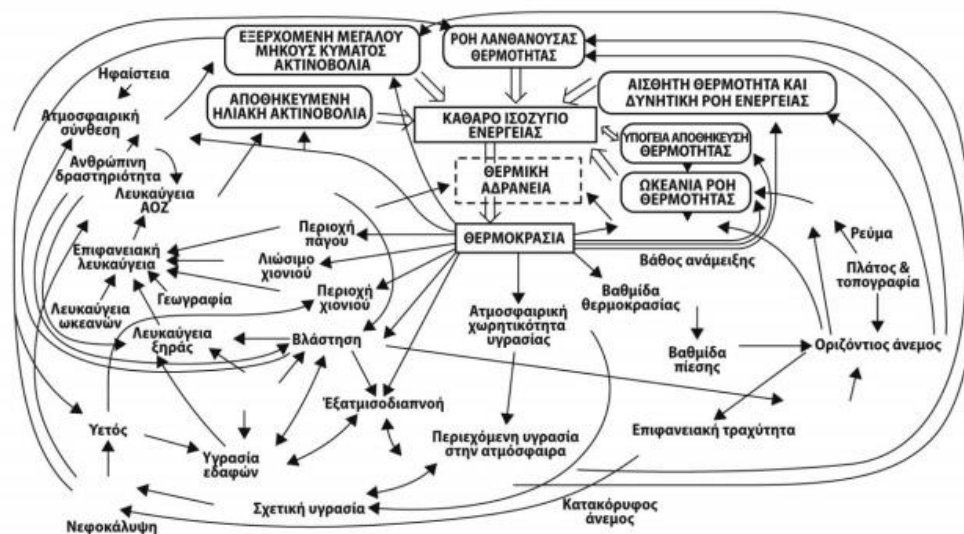 ΕΞΕΡΧΟΜΕΝΗ ΜΕΓΑΛΟΥ
ΜΗΚΟΥΣ ΚΥΜΑΤΟΣ
ΑΚΤΙΝΟΒΟΛΙΑ
ΡΟΗ ΛΑΝΘΑΝΟΥΣΑΣ
ΘΕΡΜΟΤΗΤΑΣ
Ηφαίστεια
ΑΙΣΘΗΤΗ ΘΕΡΜΟΤΗΤΑ ΚΑΙ
ΔΥΝΗΤΙΚΗ ΡΟΗ ΕΝΕΡΓΕΙΑΣ
ΑΠΟΘΗΚΕΥΜΕΝΗ
ΗΛΙΑΚΗ ΑΚΤΙΝΟΒΟΛΙΑ
Ατμοσφαιρική
σύνθεση
ΚΑΘΑΡΟ ΙΣΟΖΥΓΙΟ
ΕΝΕΡΓΕΙΑΣ
ΥΠΟΓΕΙΑ ΑΠΟΘΗΚΕΥΣΗ
ΘΕΡΜΟΤΗΤΑΣ
Ανθρώπινη
δραστηριότητα
ΘΕΡΜΙΚΗ
ΑΔΡΑΝΕΙΑ
ΩΚΕΑΝΙΑ ΡΟΗ
ΘΕΡΜΟΤΗΤΑΣ
Λευκαύγεια
ΑΟΖ
Περιοχή
πάγου
ΘΕΡΜΟΚΡΑΣΙΑ
Ρεύμα
Επιφανειακή
λευκαύγεια
Λιώσιμο
χιονιού
Βάθος ανάμειξης
Πλάτος &
τοπογραφία
Γεωγραφία
Περιοχή
χιονιού
Βαθμίδα
θερμοκρασίας
Λευκαύγεια
ωκεανών
Λευκαύγεια
ξηράς
Βλάστηση
Ατμοσφαιρική
χωρητικότητα
υγρασίας
Βαθμίδα
πίεσης
Οριζόντιος άνεμος
Έξατμισοδιαπνοή
Υετός
Υγρασία
εδαφών
Περιεχόμενη υγρασία
στην ατμόσφαιρα
Επιφανειακή τραχύτητα
Σχετική υγρασία
Κατακόρυφος
άνεμος
Νεφοκάλυψη